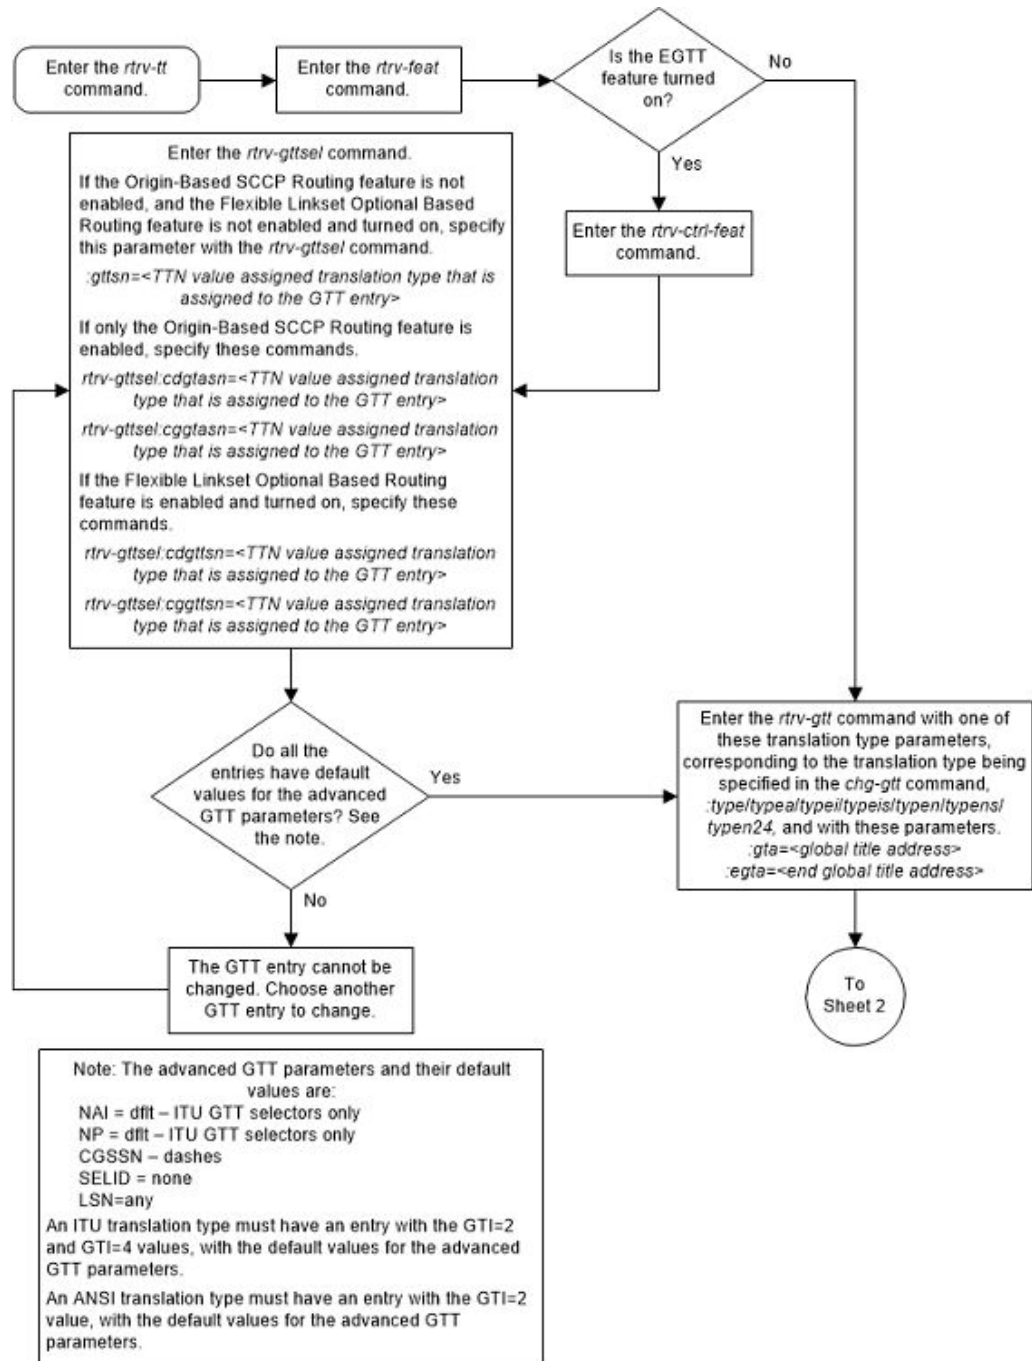 Enter the rtrv-tt
command.
Enter the rtrv-feat
command.
Is the EGTT
feature turned
on?
No
Yes
Enter the rtrv-ctrl-feat
command.
Enter the rtrv-gttsel command.
If the Origin-Based SCCP Routing feature is not
enabled, and the Flexible Linkset Optional Based
Routing feature is not enabled and turned on, specify
this parameter with the rtrv-gttsel command.
:gttsn=<TTN value assigned translation type that is
assigned to the GTT entry>
If only the Origin-Based SCCP Routing feature is
enabled, specify these commands.
rtrv-gttsel:cdgtasn=<TTN value assigned translation
type that is assigned to the GTT entry>
rtrv-gttsel:cggtasn=<TTN value assigned translation
type that is assigned to the GTT entry>
If the Flexible Linkset Optional Based Routing
feature is enabled and turned on, specify these
commands.
rtrv-gttsel:cdgttsn=<TTN value assigned translation
type that is assigned to the GTT entry>
rtrv-gttsel:cggttsn=<TTN value assigned translation
type that is assigned to the GTT entry>
Do all the
entries have default
values for the advanced
GTT parameters? See
the note.
Yes
No
Enter the rtrv-gtt command with one of
these translation type parameters,
corresponding to the translation type being
specified in the chg-gtt command,
:type/typea/typei/typeis/typen/typens/
typen24, and with these parameters.
:gta=<global title address>
:egta=<end global title address>
The GTT entry cannot be
changed. Choose another
GTT entry to change.
To
Sheet 2
Note: The advanced GTT parameters and their default
values are:
NAI = dflt – ITU GTT selectors only
NP = dflt – ITU GTT selectors only
CGSSN – dashes
SELID = none
LSN=any
An ITU translation type must have an entry with the GTI=2
and GTI=4 values, with the default values for the advanced
GTT parameters.
An ANSI translation type must have an entry with the GTI=2
value, with the default values for the advanced GTT
parameters.